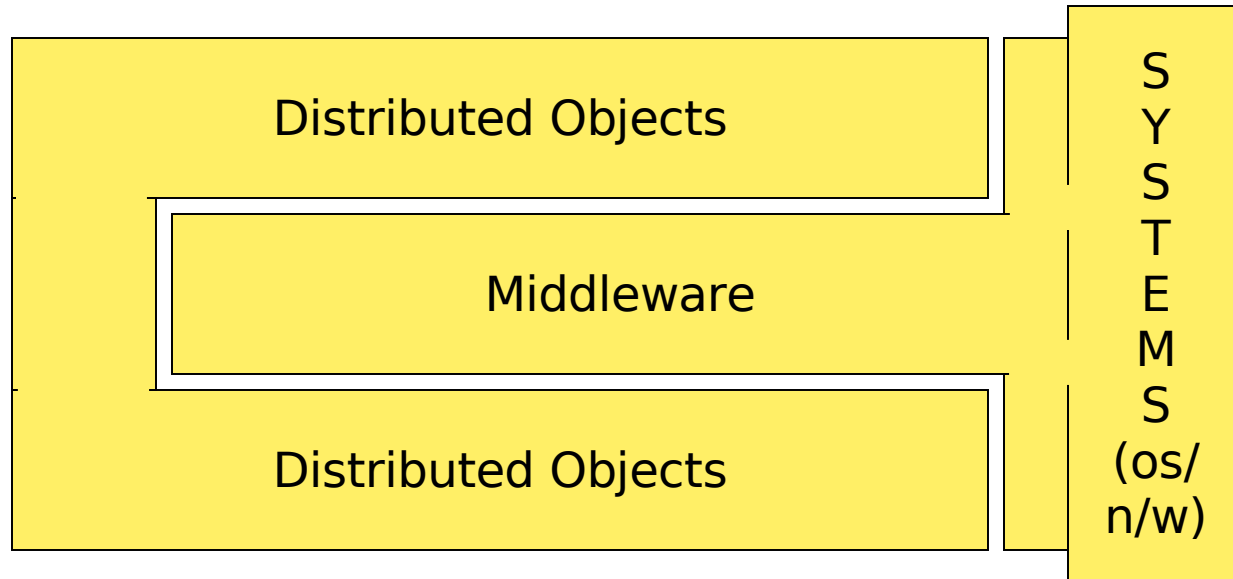 Distributed Objects
Middleware
Distributed Objects
S
Y
S
T
E
M
S
(os/
n/w)